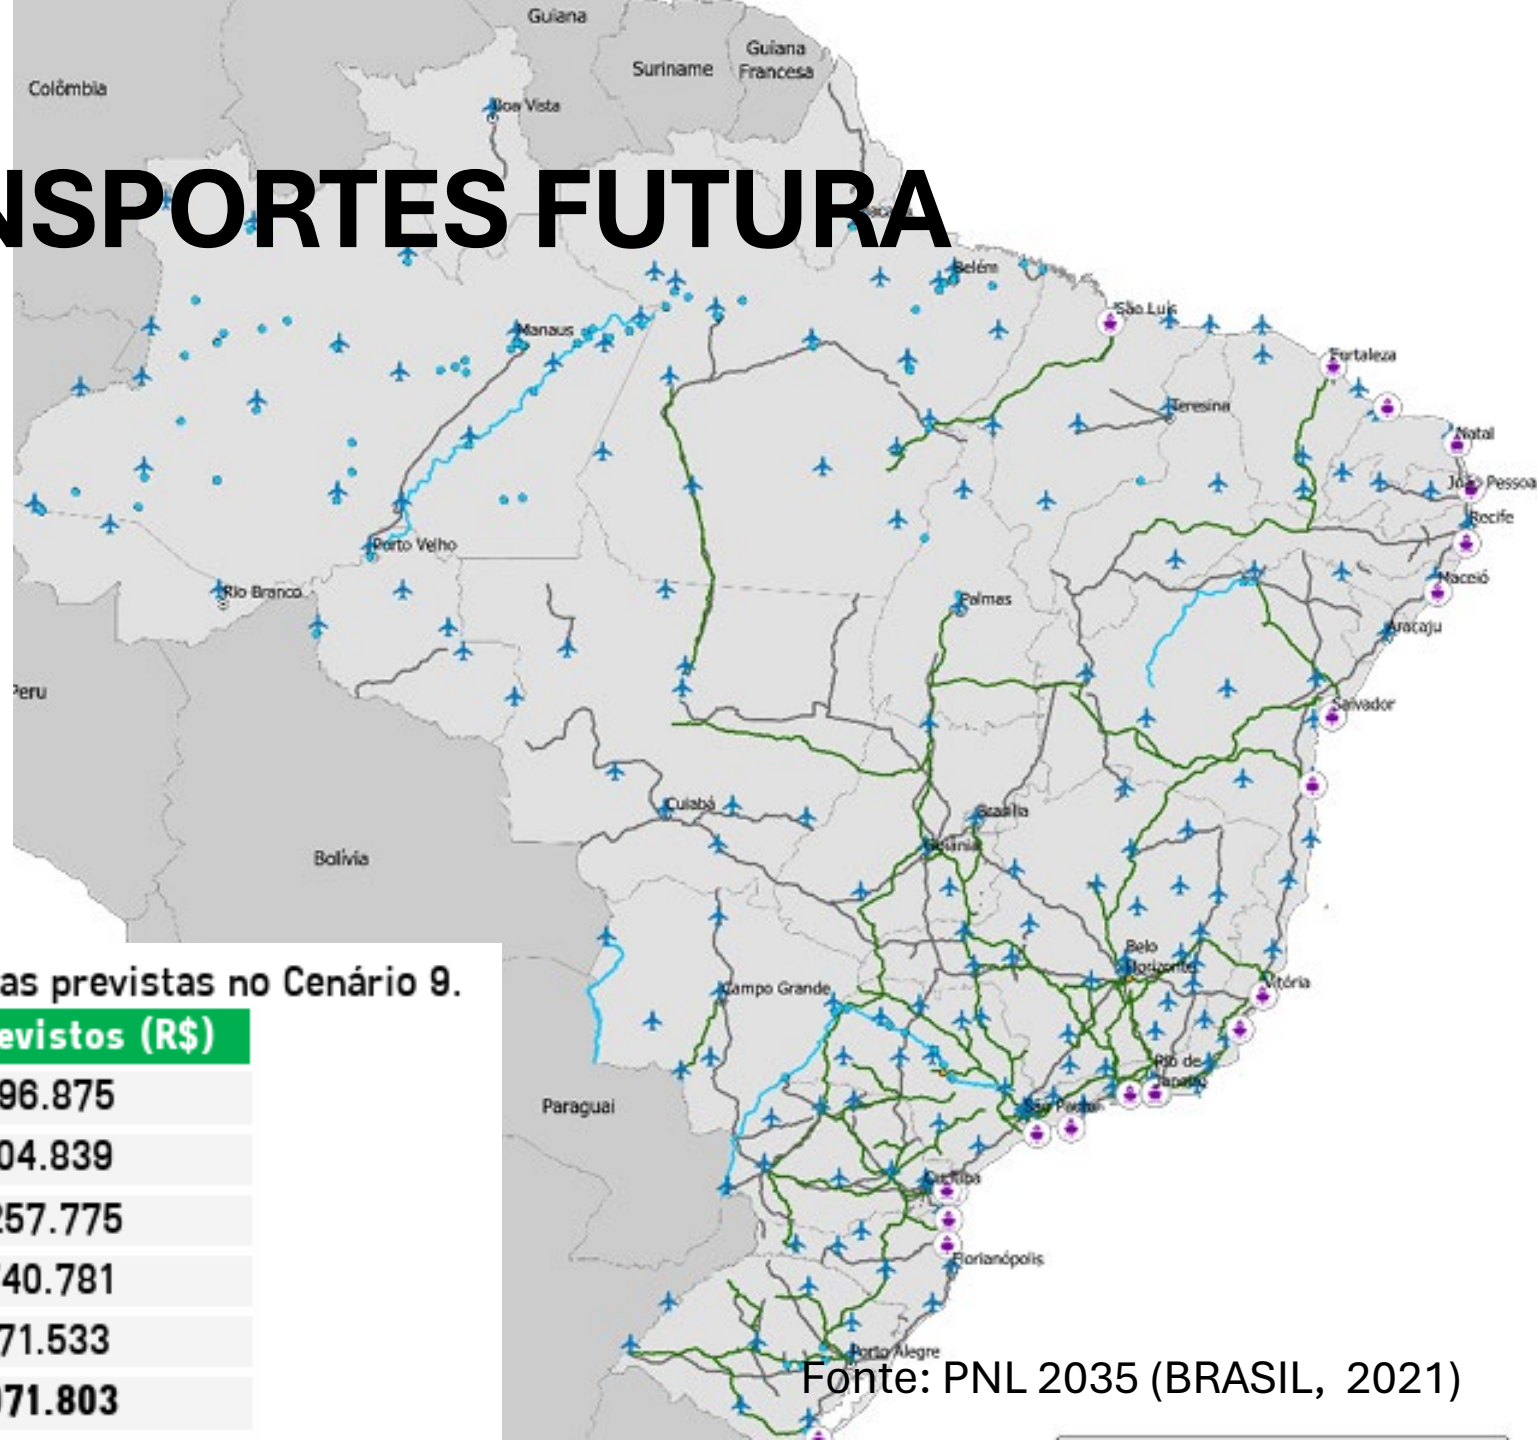 Guiana
Suriname
Guiana
Francesa
Colômbia
Boa Vista
NSPORTES FUTURA
Belém
São Luís
Manaus
Fortaleza
Teresina
Natal
João Pessoa
Recife
Porto Velho
Maceió
Rio Branco
Palmas
Aracaju
Peru
Salvador
Cuiabá
Brasília
Goiânia
Bolívia
Belo
Horizonte
Vitória
Campo Grande
as previstas no Cenário 9.
evistos (R$)
96.875
04.839
257.775
740.781
71.533
071.803
Rio de
Janeiro
Paraguai
São Paulo
Curitiba
Florianópolis
Porto Alegre
Fonte: PNL 2035 (BRASIL, 2021)